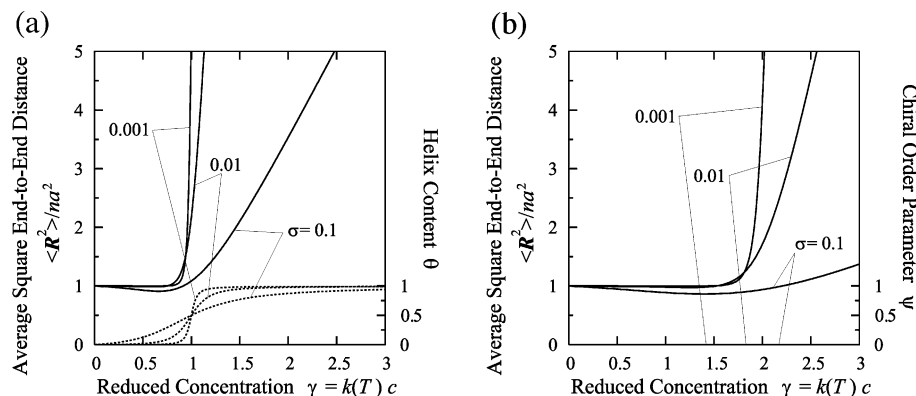 (a)
Average Square End-to-End Distance
<R²>/na²
5
4
3
2
1
0
0.001
0.01
σ= 0.1
1
0.5
0
Helix Content θ
0 0.5 1 1.5 2 2.5 3
Reduced Concentration γ = k(T) c
(b)
Average Square End-to-End Distance
<R²>/na²
5
4
3
2
1
0
0.001
0.01
σ= 0.1
1
0.5
0
Chiral Order Parameter ψ
0 0.5 1 1.5 2 2.5 3
Reduced Concentration γ = k(T) c